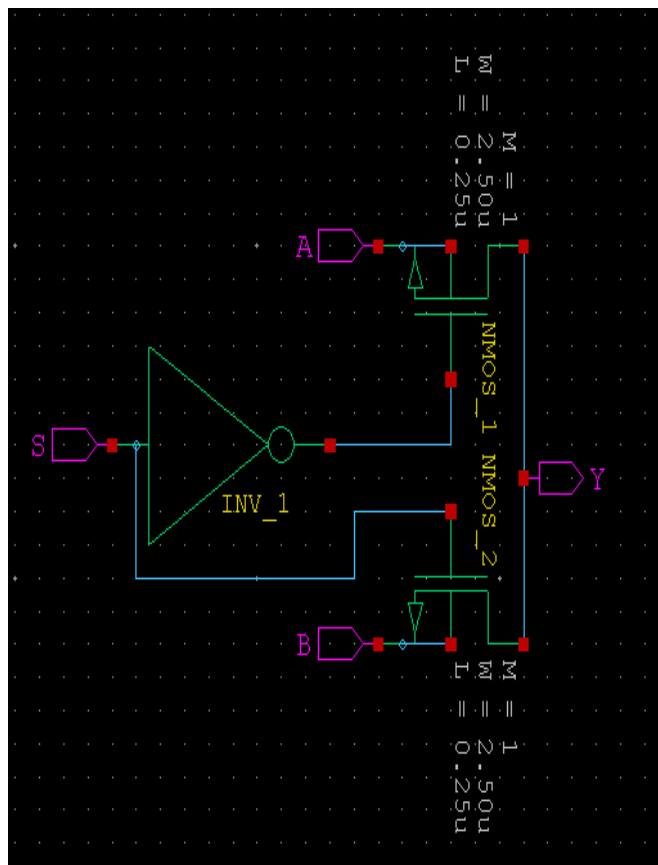 M = 1
W = 2.50u
L = 0.25u
A
NMOS_1
S
INV_1
NMOS_2
Y
B
M = 1
W = 2.50u
L = 0.25u